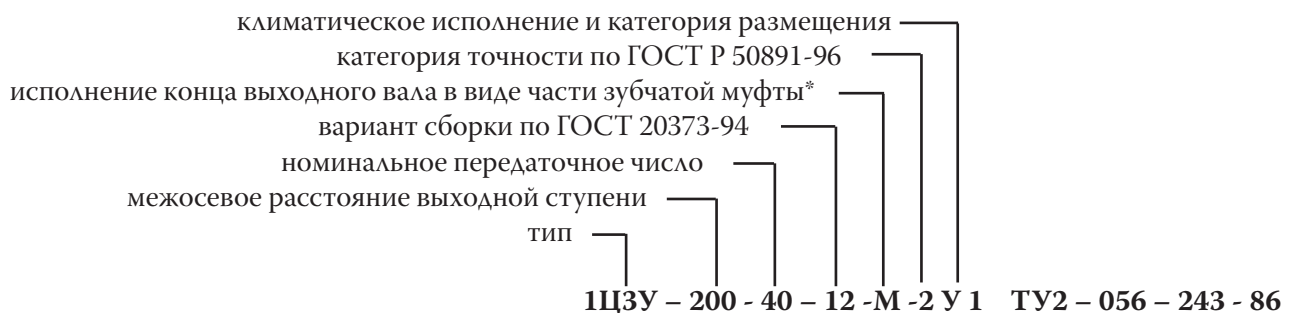 климатическое исполнение и категория размещения
категория точности по ГОСТ Р 50891-96
исполнение конца выходного вала в виде части зубчатой муфты*
вариант сборки по ГОСТ 20373-94
номинальное передаточное число
межосевое расстояние выходной ступени
тип
1Ц3У – 200 - 40 – 12 -М -2 У 1 ТУ2 – 056 – 243 - 86